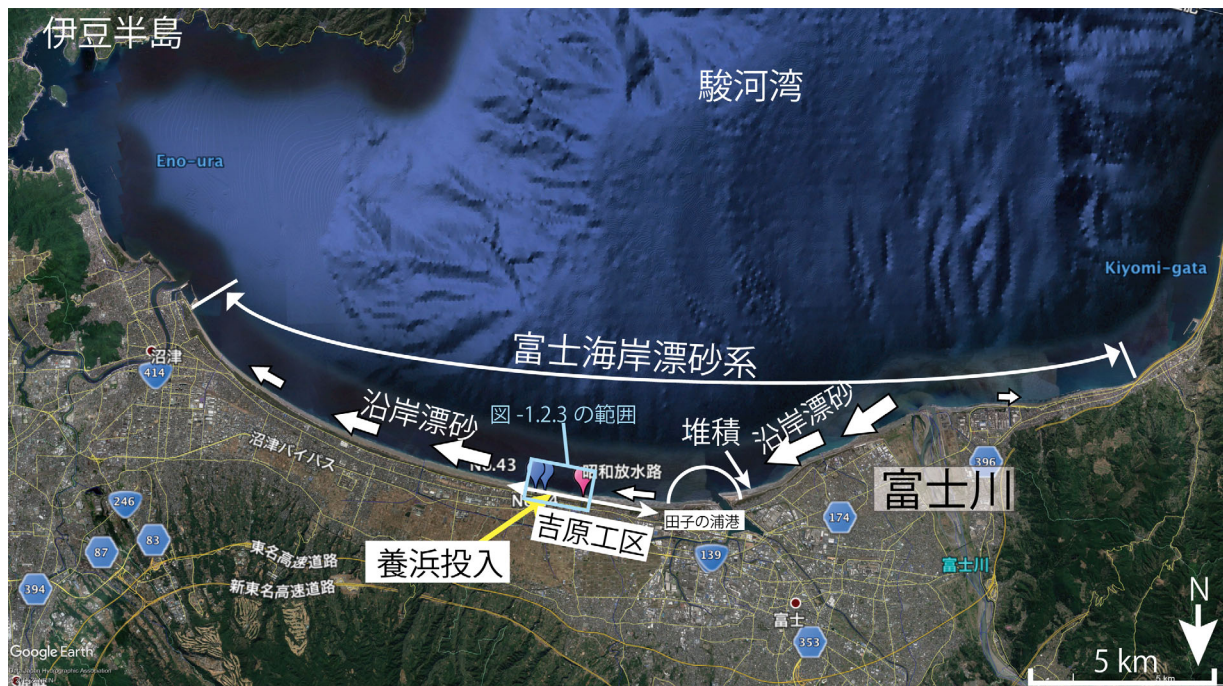 伊豆半島
駿河湾
Eno-ura
Kiyomi-gata
富士海岸漂砂系
沼津
414
沿岸漂砂
図-1.2.3の範囲
堆積
沿岸漂砂
沼津バイパス
No.43
昭和放水路
396
富士川
246
吉原工区
田子の浦港
174
87
83
東名高速道路
養浜投入
139
富士川
394
新東名高速道路
富士
353
N
Google Earth
5 km